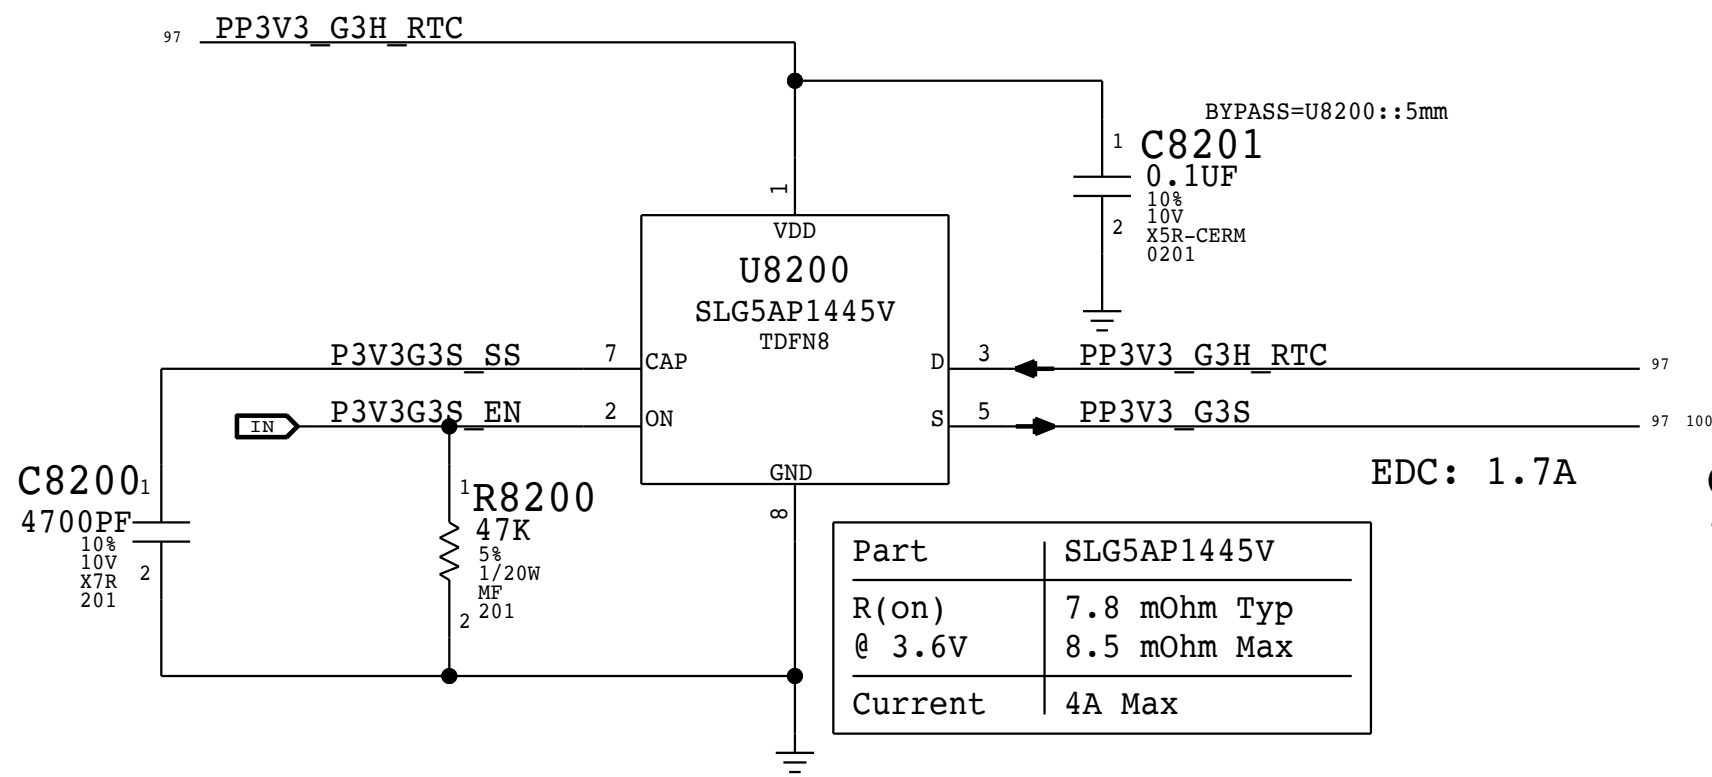 97 PP3V3_G3H_RTC
BYPASS=U8200::5mm
1
C8201
0.1UF
10%
10V
X5R-CERM
0201
2
1
VDD
U8200
SLG5AP1445V
TDFN8
P3V3G3S_SS 7 CAP
D 3 PP3V3_G3H_RTC 97
IN P3V3G3S_EN 2 ON
S 5 PP3V3_G3S 97 100
GND
8
EDC: 1.7A
C8200 1
4700PF
10%
10V
X7R
201
2
1 R8200
47K
5%
1/20W
MF
201
2
Part SLG5AP1445V
R(on) 7.8 mOhm Typ
@ 3.6V 8.5 mOhm Max
Current 4A Max